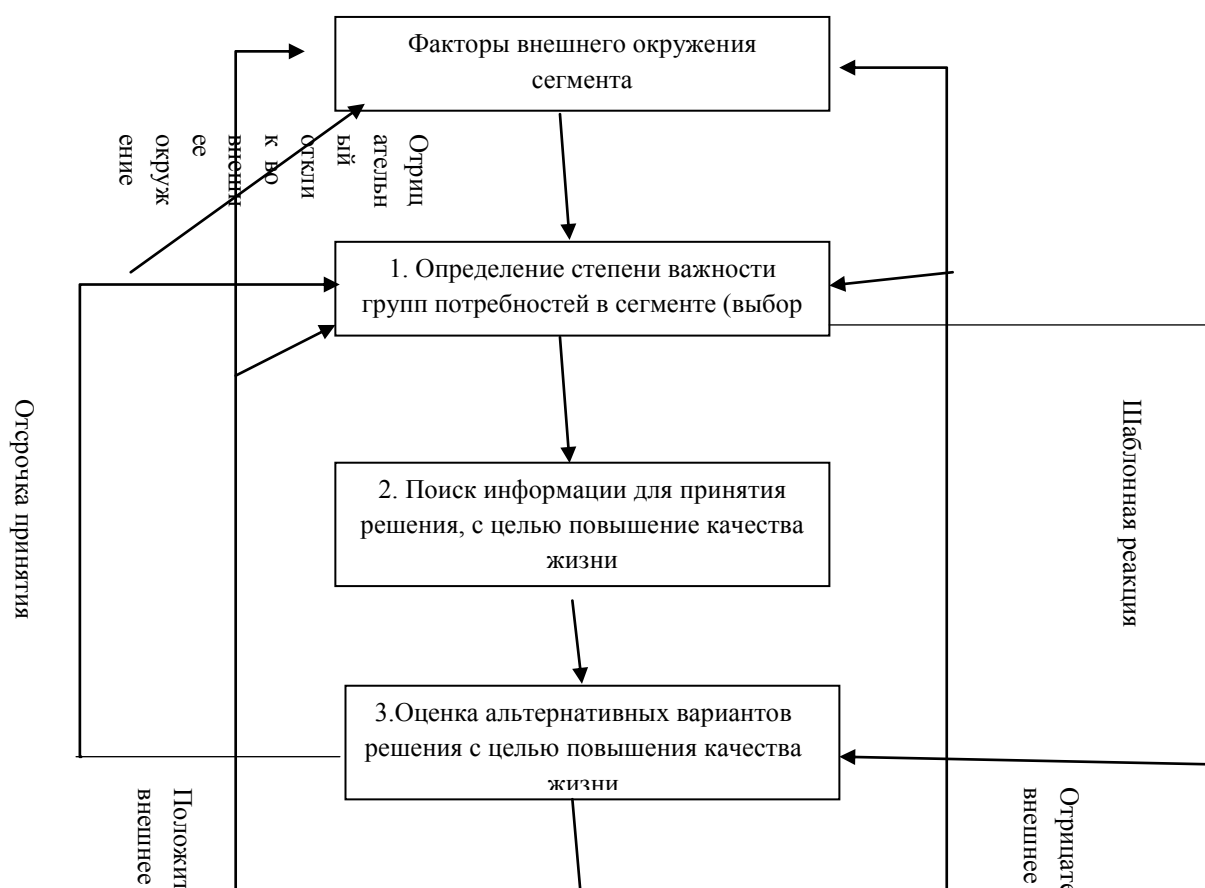 Факторы внешнего окружения
сегмента
Отриц
ательн
ый
откли
к во
внешн
ее
окруж
ение
1. Определение степени важности
групп потребностей в сегменте (выбор
Отсрочка принятия
Шаблонная реакция
2. Поиск информации для принятия
решения, с целью повышение качества
жизни
3.Оценка альтернативных вариантов
решения с целью повышения качества
жизни
Положит
внешнее
Отрицате
внешнее